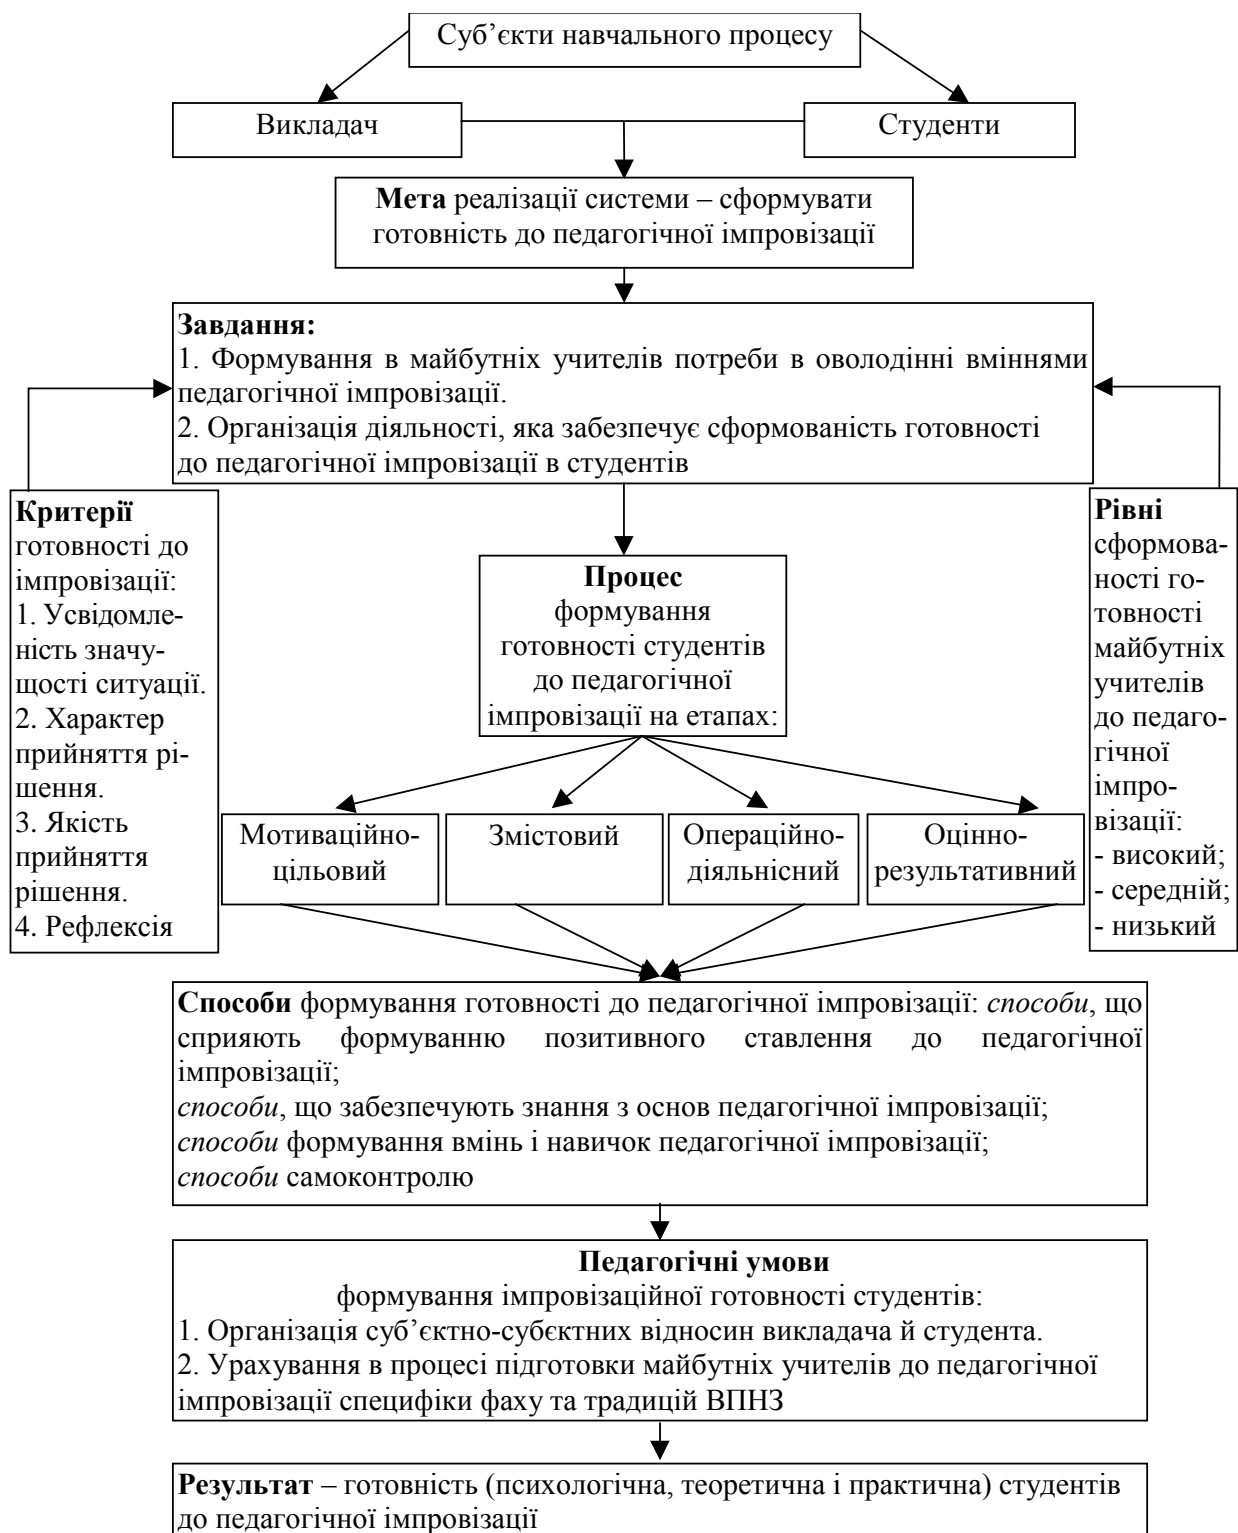 Суб’єкти навчального процесу
Викладач
Студенти
Мета реалізації системи – сформувати
готовність до педагогічної імпровізації
Завдання:
1. Формування в майбутніх учителів потреби в оволодінні вміннями
педагогічної імпровізації.
2. Організація діяльності, яка забезпечує сформованість готовності
до педагогічної імпровізації в студентів
Критерії
готовності до
імпровізації:
1. Усвідомле-
ність значу-
щості ситуації.
2. Характер
прийняття рі-
шення.
3. Якість
прийняття
рішення.
4. Рефлексія
Процес
формування
готовності студентів
до педагогічної
імпровізації на етапах:
Рівні
сформова-
ності го-
товності
майбутніх
учителів
до педаго-
гічної
імпро-
візації:
- високий;
- середній;
- низький
Мотиваційно-
цільовий
Змістовий
Операційно-
діяльнісний
Оцінно-
результативний
Способи формування готовності до педагогічної імпровізації: способи, що
сприяють формуванню позитивного ставлення до педагогічної
імпровізації;
способи, що забезпечують знання з основ педагогічної імпровізації;
способи формування вмінь і навичок педагогічної імпровізації;
способи самоконтролю
Педагогічні умови
формування імпровізаційної готовності студентів:
1. Організація суб’єктно-субєктних відносин викладача й студента.
2. Урахування в процесі підготовки майбутніх учителів до педагогічної
імпровізації специфіки фаху та традицій ВПНЗ
Результат – готовність (психологічна, теоретична і практична) студентів
до педагогічної імпровізації